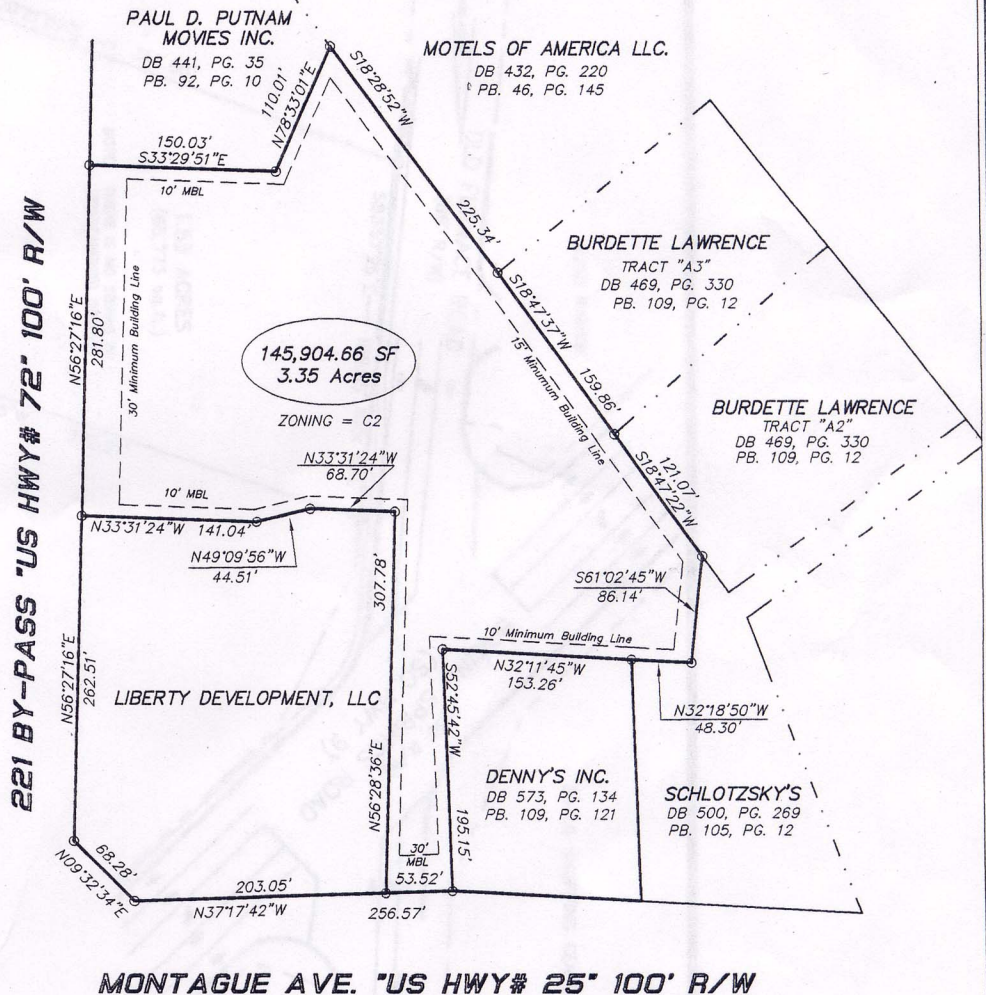 PAUL D. PUTNAM
MOVIES INC.
DB 441, PG. 35
PB. 92, PG. 10
MOTELS OF AMERICA LLC.
DB 432, PG. 220
PB. 46, PG. 145
110.01'
N78°33'01"E
S18°28'52"W
225.34'
150.03'
S33°29'51"E
10' MBL
BURDETTE LAWRENCE
TRACT "A3"
DB 469, PG. 330
PB. 109, PG. 12
S18°47'37"W
159.86'
15' Minumum Building Line
N56°27'16"E
281.80'
30' Minimum Building Line
145,904.66 SF
3.35 Acres
ZONING = C2
BURDETTE LAWRENCE
TRACT "A2"
DB 469, PG. 330
PB. 109, PG. 12
121.07'
S18°47'22"W
N33°31'24"W
68.70'
10' MBL
N33°31'24"W 141.04'
N49°09'56"W
44.51'
307.78'
N56°28'36"E
S61°02'45"W
86.14'
10' Minimum Building Line
N32°11'45"W
153.26'
N32°18'50"W
48.30'
S52°45'42"W
195.15'
221 BY-PASS "US HWY# 72" 100' R/W
N56°27'16"E
262.51'
LIBERTY DEVELOPMENT, LLC
DENNY'S INC.
DB 573, PG. 134
PB. 109, PG. 121
SCHLOTZSKY'S
DB 500, PG. 269
PB. 105, PG. 12
68.28'
N09°32'34"E
30'
MBL
53.52'
203.05'
N37°17'42"W
256.57'
MONTAGUE AVE. "US HWY# 25" 100' R/W